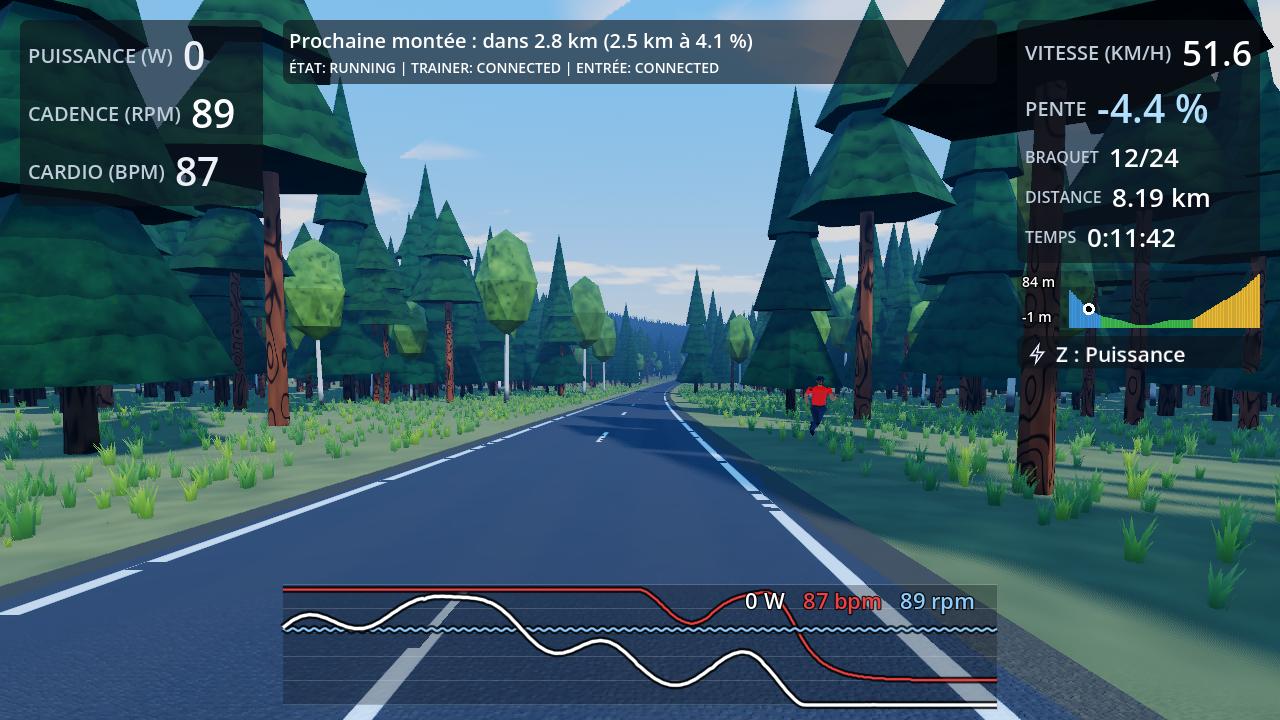 PUISSANCE (W) 0
CADENCE (RPM) 89
CARDIO (BPM) 87
Prochaine montée : dans 2.8 km (2.5 km à 4.1 %)
ÉTAT: RUNNING | TRAINER: CONNECTED | ENTRÉE: CONNECTED
VITESSE (KM/H) 51.6
PENTE -4.4 %
BRAQUET 12/24
DISTANCE 8.19 km
TEMPS 0:11:42
84 m
-1 m
Z : Puissance
0 W 87 bpm 89 rpm